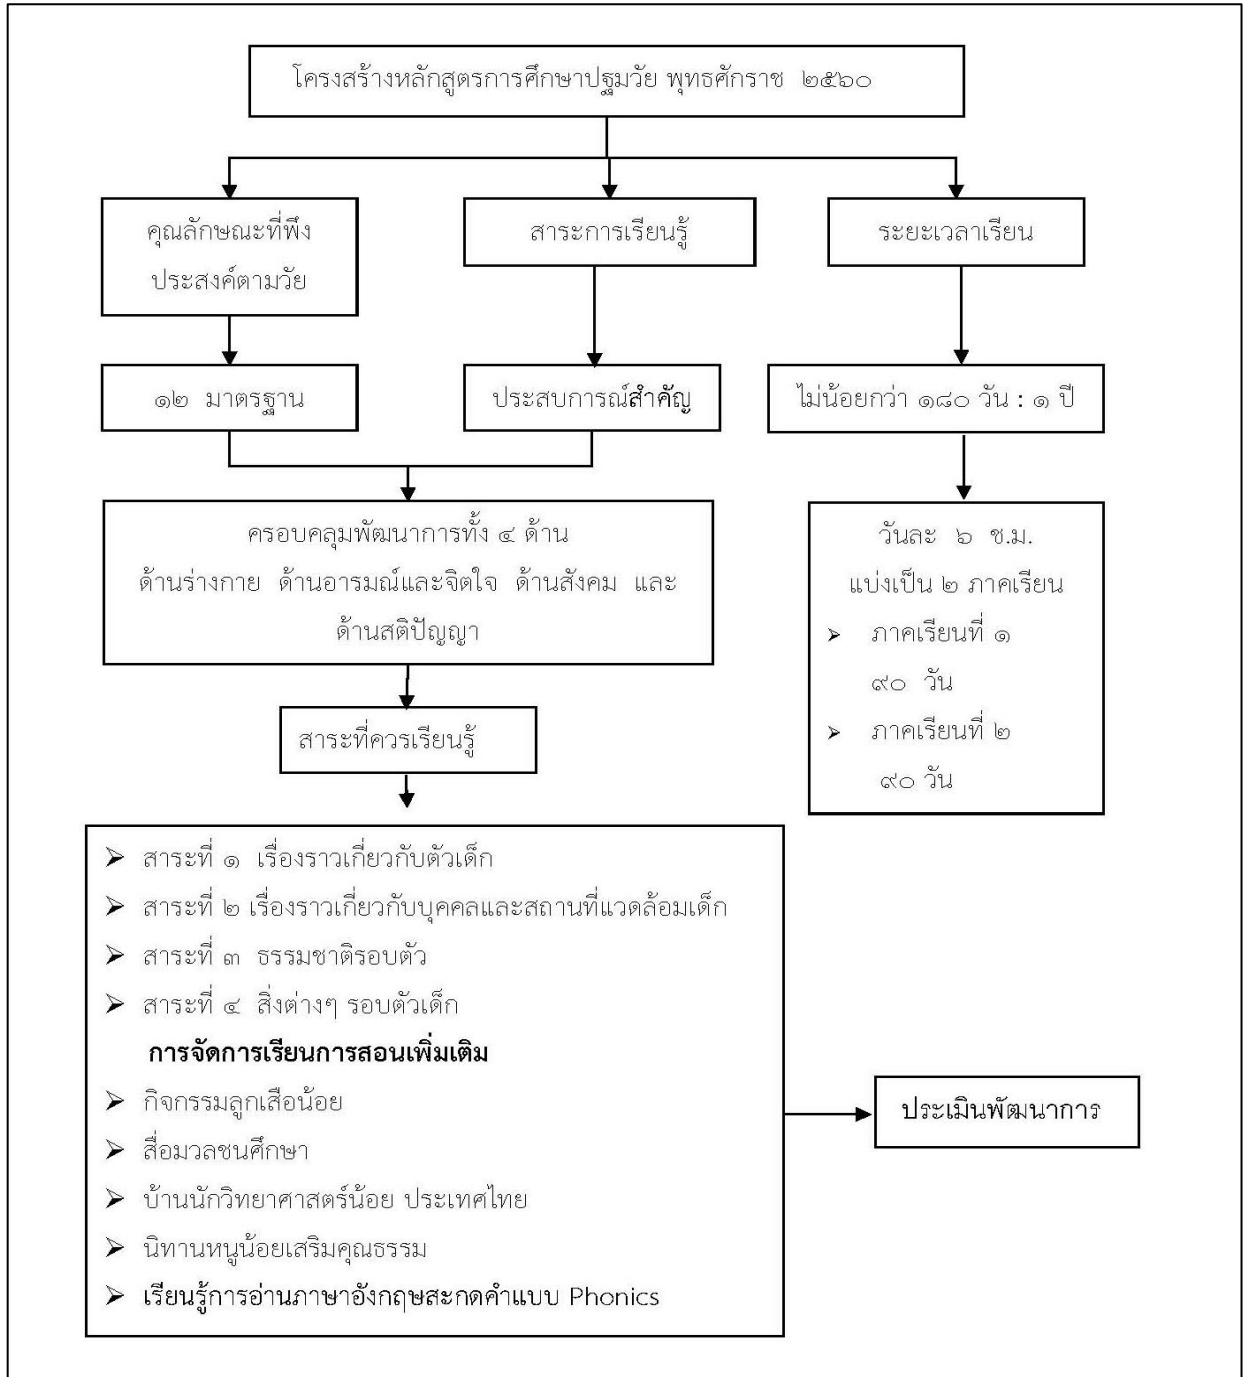 โครงสร้างหลักสูตรการศึกษาปฐมวัย พุทธศักราช ๒๕๖๐
คุณลักษณะที่พึง
ประสงค์ตามวัย
สาระการเรียนรู้
ระยะเวลาเรียน
๑๒ มาตรฐาน
ประสบการณ์สำคัญ
ไม่น้อยกว่า ๑๘๐ วัน : ๑ ปี
ครอบคลุมพัฒนาการทั้ง ๔ ด้าน
ด้านร่างกาย ด้านอารมณ์และจิตใจ ด้านสังคม และ
ด้านสติปัญญา
วันละ ๖ ช.ม.
แบ่งเป็น ๒ ภาคเรียน
➢ ภาคเรียนที่ ๑
๙๐ วัน
➢ ภาคเรียนที่ ๒
๙๐ วัน
สาระที่ควรเรียนรู้
➢ สาระที่ ๑ เรื่องราวเกี่ยวกับตัวเด็ก
➢ สาระที่ ๒ เรื่องราวเกี่ยวกับบุคคลและสถานที่แวดล้อมเด็ก
➢ สาระที่ ๓ ธรรมชาติรอบตัว
➢ สาระที่ ๔ สิ่งต่างๆ รอบตัวเด็ก
การจัดการเรียนการสอนเพิ่มเติม
➢ กิจกรรมลูกเสือน้อย
➢ สื่อมวลชนศึกษา
➢ บ้านนักวิทยาศาสตร์น้อย ประเทศไทย
➢ นิทานหนูน้อยเสริมคุณธรรม
➢ เรียนรู้การอ่านภาษาอังกฤษสะกดคำแบบ Phonics
ประเมินพัฒนาการ